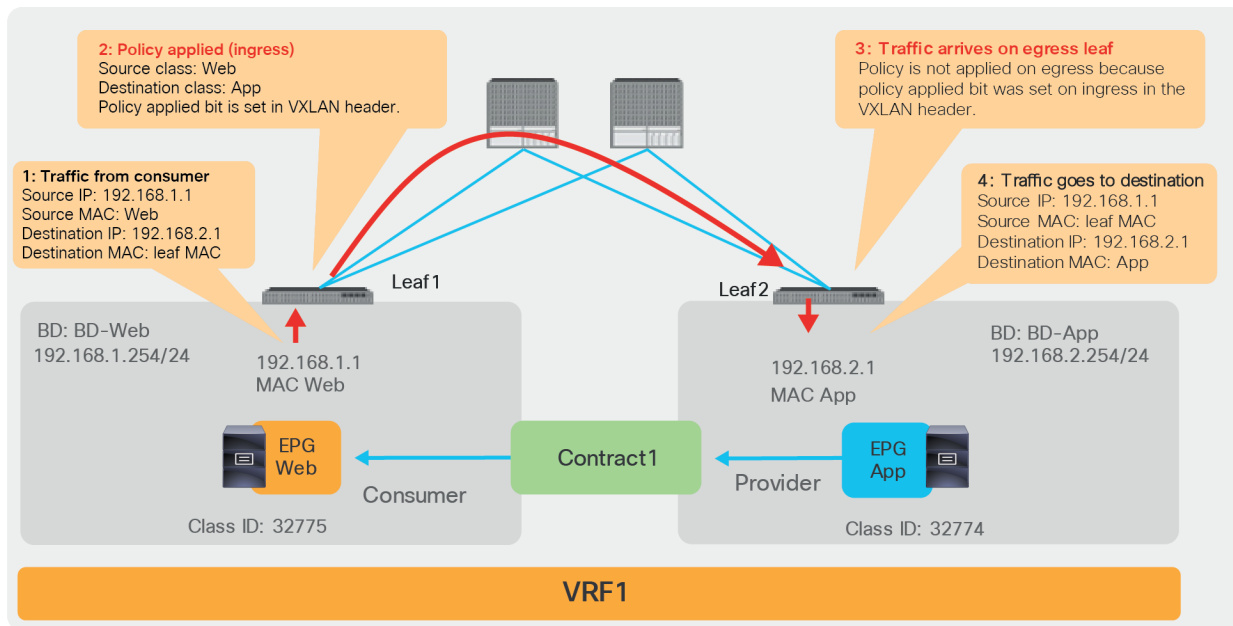 2: Policy applied (ingress)
Source class: Web
Destination class: App
Policy applied bit is set in VXLAN header.
3: Traffic arrives on egress leaf
Policy is not applied on egress because
policy applied bit was set on ingress in the
VXLAN header.
1: Traffic from consumer
Source IP: 192.168.1.1
Source MAC: Web
Destination IP: 192.168.2.1
Destination MAC: leaf MAC
4: Traffic goes to destination
Source IP: 192.168.1.1
Source MAC: leaf MAC
Destination IP: 192.168.2.1
Destination MAC: App
Leaf1
Leaf2
BD: BD-Web
192.168.1.254/24
192.168.1.1
MAC Web
192.168.2.1
MAC App
BD: BD-App
192.168.2.254/24
EPG
Web
Consumer
Contract1
Provider
EPG
App
Class ID: 32775
Class ID: 32774
VRF1